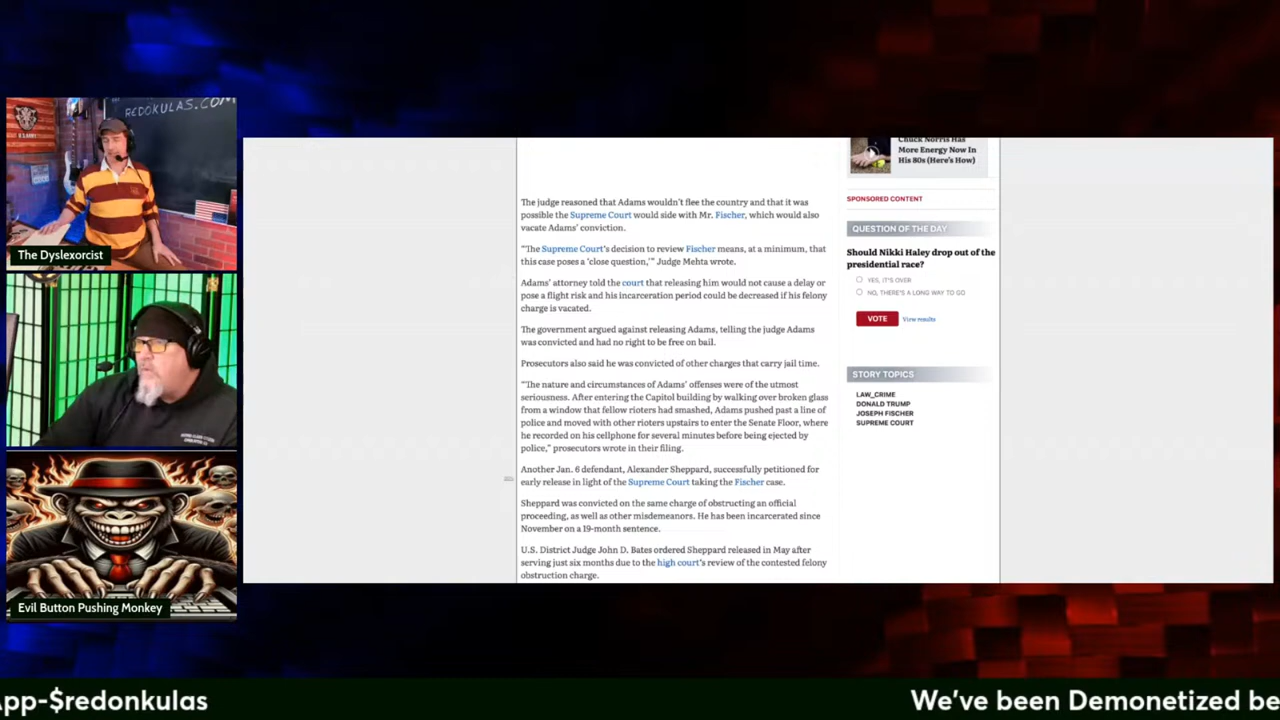 REDOKULAS.COM
U.S. ARMY
The Dyslexorcist
Evil Button Pushing Monkey
The judge reasoned that Adams wouldn't flee the country and that it was
possible the Supreme Court would side with Mr. Fischer, which would also
vacate Adams' conviction.
"The Supreme Court's decision to review Fischer means, at a minimum, that
this case poses a 'close question,'" Judge Mehta wrote.
Adams' attorney told the court that releasing him would not cause a delay or
pose a flight risk and his incarceration period could be decreased if his felony
charge is vacated.
The government argued against releasing Adams, telling the judge Adams
was convicted and had no right to be free on bail.
Prosecutors also said he was convicted of other charges that carry jail time.
"The nature and circumstances of Adams' offenses were of the utmost
seriousness. After entering the Capitol building by walking over broken glass
from a window that fellow rioters had smashed, Adams pushed past a line of
police and moved with other rioters upstairs to enter the Senate Floor, where
he recorded on his cellphone for several minutes before being ejected by
police," prosecutors wrote in their filing.
Another Jan. 6 defendant, Alexander Sheppard, successfully petitioned for
early release in light of the Supreme Court taking the Fischer case.
Sheppard was convicted on the same charge of obstructing an official
proceeding, as well as other misdemeanors. He has been incarcerated since
November on a 19-month sentence.
U.S. District Judge John D. Bates ordered Sheppard released in May after
serving just six months due to the high court's review of the contested felony
obstruction charge.
Chuck Norris Has
More Energy Now In
His 80s (Here's How)
SPONSORED CONTENT
QUESTION OF THE DAY
Should Nikki Haley drop out of the
presidential race?
YES, IT'S OVER
NO, THERE'S A LONG WAY TO GO
VOTE View results
STORY TOPICS
LAW_CRIME
DONALD TRUMP
JOSEPH FISCHER
SUPREME COURT
App-$redonkulas
We've been Demonetized be